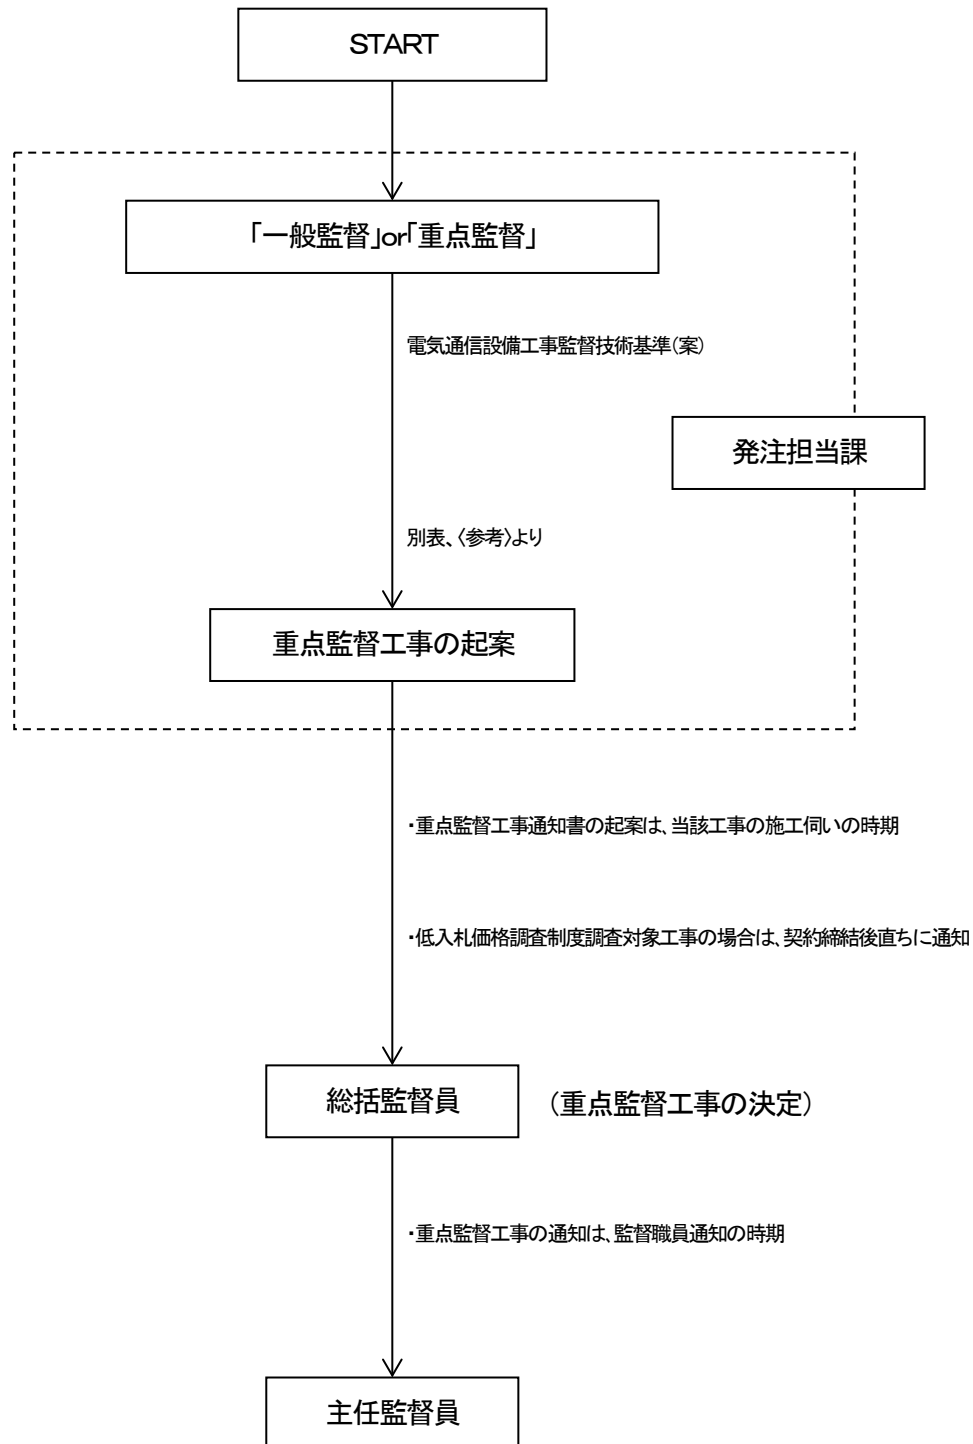 START
「一般監督」or「重点監督」
電気通信設備工事監督技術基準(案)
発注担当課
別表、〈参考〉より
重点監督工事の起案
・重点監督工事通知書の起案は、当該工事の施工伺いの時期
・低入札価格調査制度調査対象工事の場合は、契約締結後直ちに通知
総括監督員 (重点監督工事の決定)
・重点監督工事の通知は、監督職員通知の時期
主任監督員